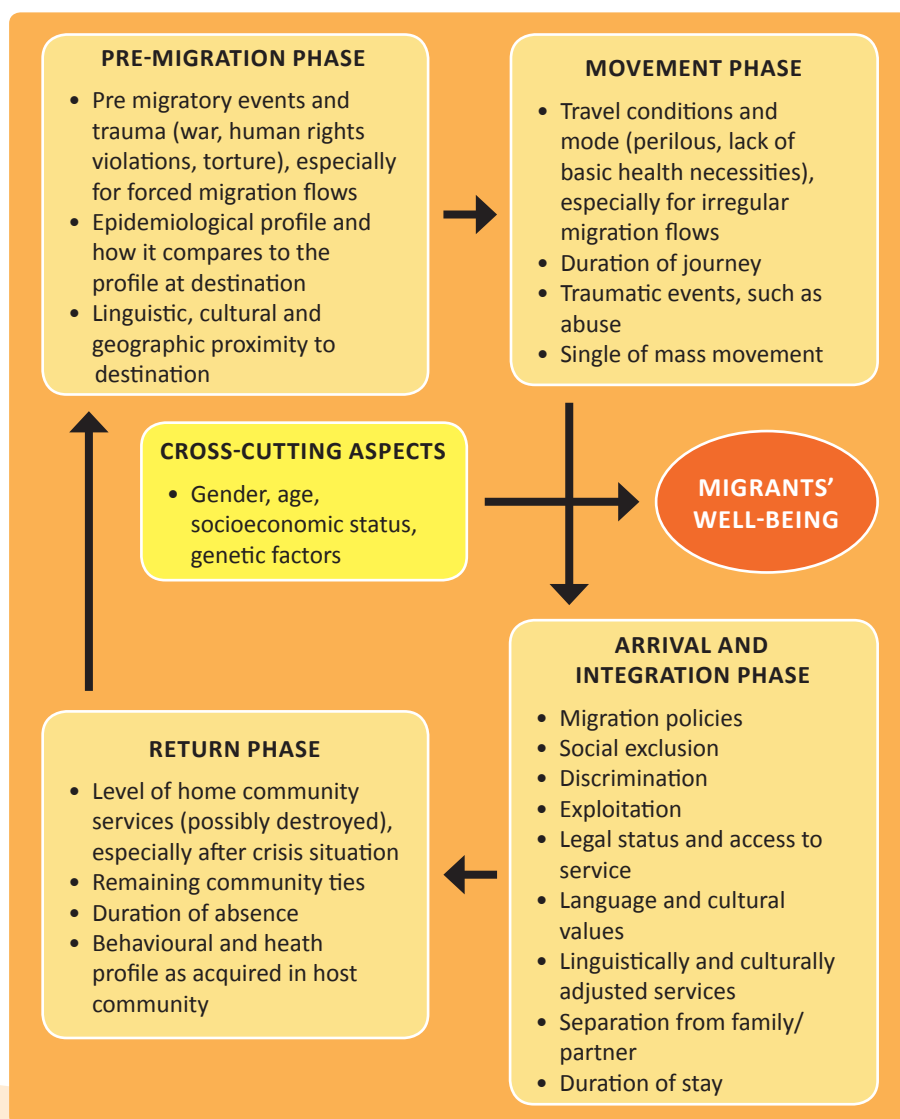 PRE-MIGRATION PHASE
• Pre migratory events and
trauma (war, human rights
violations, torture), especially
for forced migration flows
• Epidemiological profile and
how it compares to the
profile at destination
• Linguistic, cultural and
geographic proximity to
destination
MOVEMENT PHASE
• Travel conditions and
mode (perilous, lack of
basic health necessities),
especially for irregular
migration flows
• Duration of journey
• Traumatic events, such as
abuse
• Single of mass movement
CROSS-CUTTING ASPECTS
• Gender, age,
socioeconomic status,
genetic factors
MIGRANTS’
WELL-BEING
ARRIVAL AND
INTEGRATION PHASE
• Migration policies
• Social exclusion
• Discrimination
• Exploitation
• Legal status and access to
service
• Language and cultural
values
• Linguistically and culturally
adjusted services
• Separation from family/
partner
• Duration of stay
RETURN PHASE
• Level of home community
services (possibly destroyed),
especially after crisis situation
• Remaining community ties
• Duration of absence
• Behavioural and heath
profile as acquired in host
community